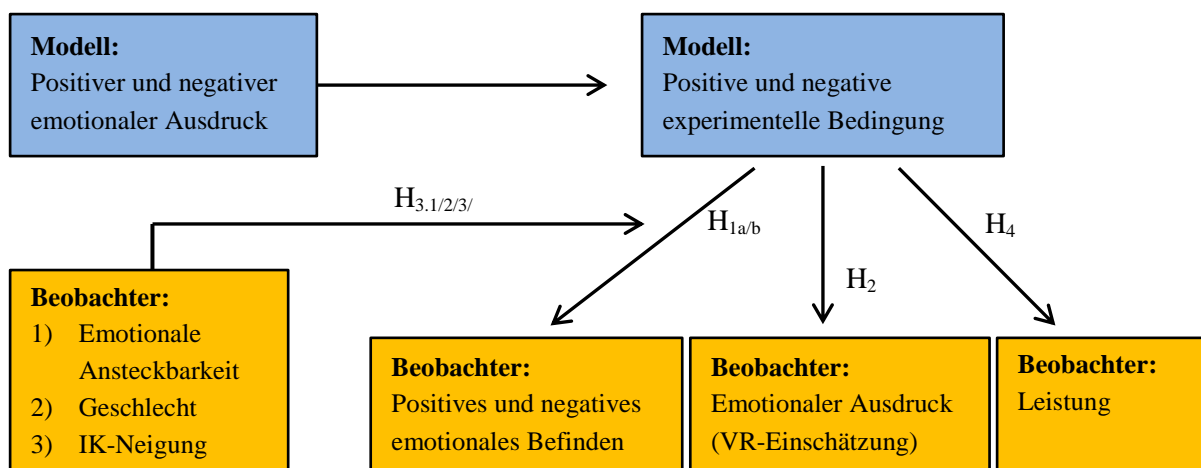 Modell:
Positiver und negativer
emotionaler Ausdruck
Modell:
Positive und negative
experimentelle Bedingung
H3.1/2/3/
H1a/b
H4
H2
Beobachter:
1) Emotionale
Ansteckbarkeit
2) Geschlecht
3) IK-Neigung
Beobachter:
Positives und negatives
emotionales Befinden
Beobachter:
Emotionaler Ausdruck
(VR-Einschätzung)
Beobachter:
Leistung